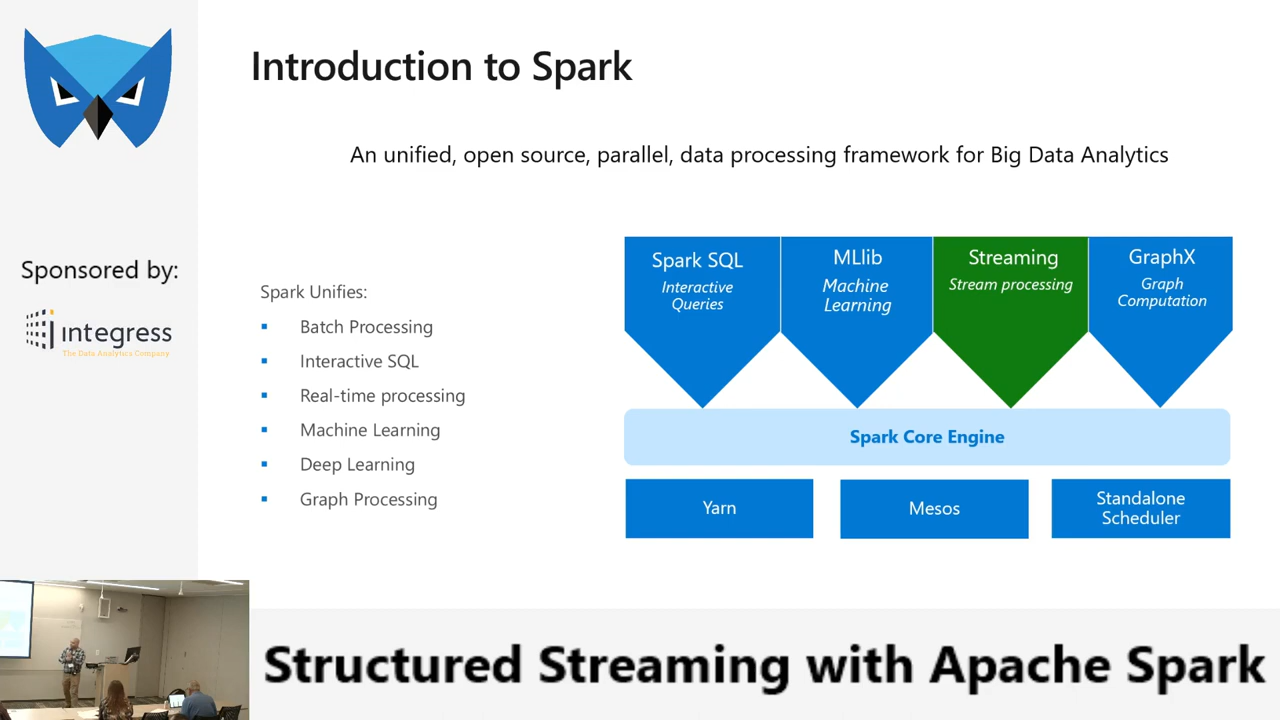 Introduction to Spark
An unified, open source, parallel, data processing framework for Big Data Analytics
Sponsored by:
integress
The Data Analytics Company
Spark Unifies:
Batch Processing
Interactive SQL
Real-time processing
Machine Learning
Deep Learning
Graph Processing
Spark SQL
Interactive
Queries
MLlib
Machine
Learning
Streaming
Stream processing
GraphX
Graph
Computation
Spark Core Engine
Yarn
Mesos
Standalone
Scheduler
Structured Streaming with Apache Spark